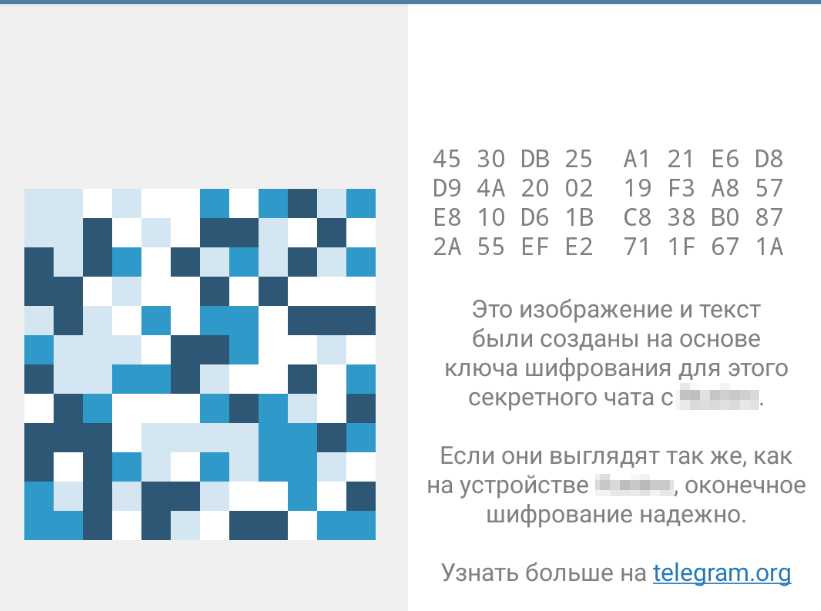 45 30 DB 25 A1 21 E6 D8
D9 4A 20 02 19 F3 A8 57
E8 10 D6 1B C8 38 B0 87
2A 55 EF E2 71 1F 67 1A
Это изображение и текст
были созданы на основе
ключа шифрования для этого
секретного чата с .
Если они выглядят так же, как
на устройстве , оконечное
шифрование надежно.
Узнать больше на telegram.org